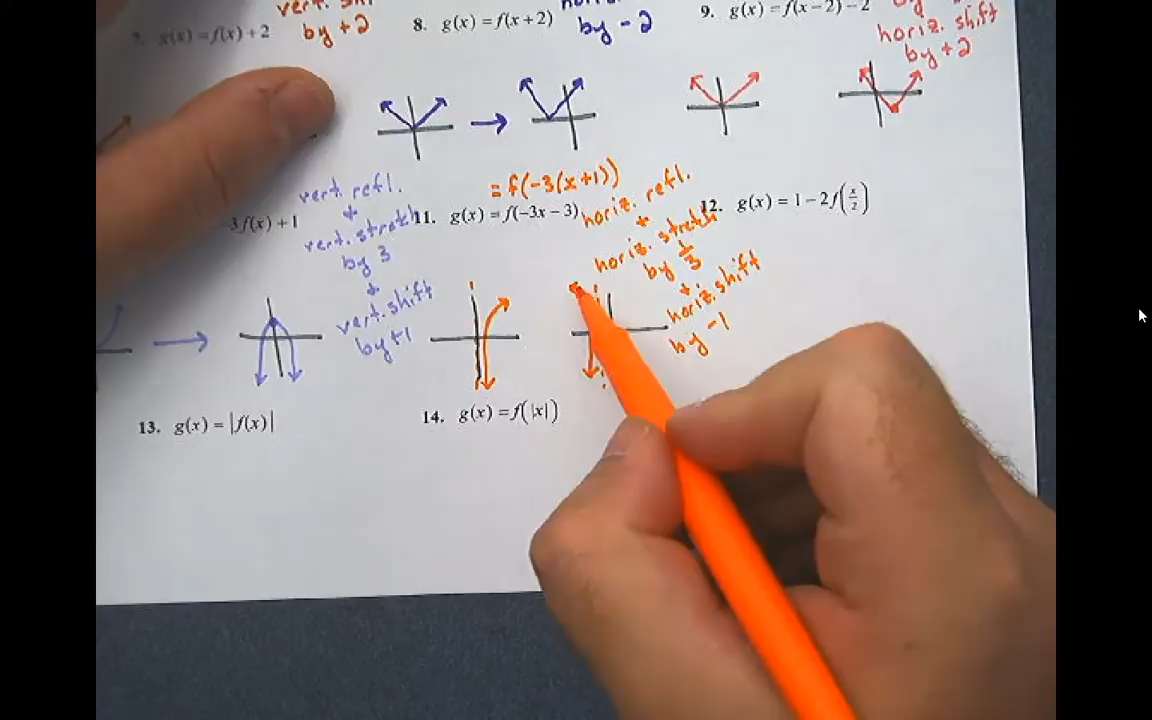 7. g(x) = f(x) + 2
by +2
8. g(x) = f(x + 2)
by -2
9. g(x) = f(x - 2) - 2
horiz. shift
by +2
3f(x) + 1
vert. refl.
+
vert. stretch
by 3
+
vert. shift
by +1
= f(-3(x+1))
11. g(x) = f(-3x - 3)
horiz. refl.
+
horiz. stretch
by 1/3
+
horiz. shift
by -1
12. g(x) = 1 - 2f(x/2)
13. g(x) = |f(x)|
14. g(x) = f(|x|)